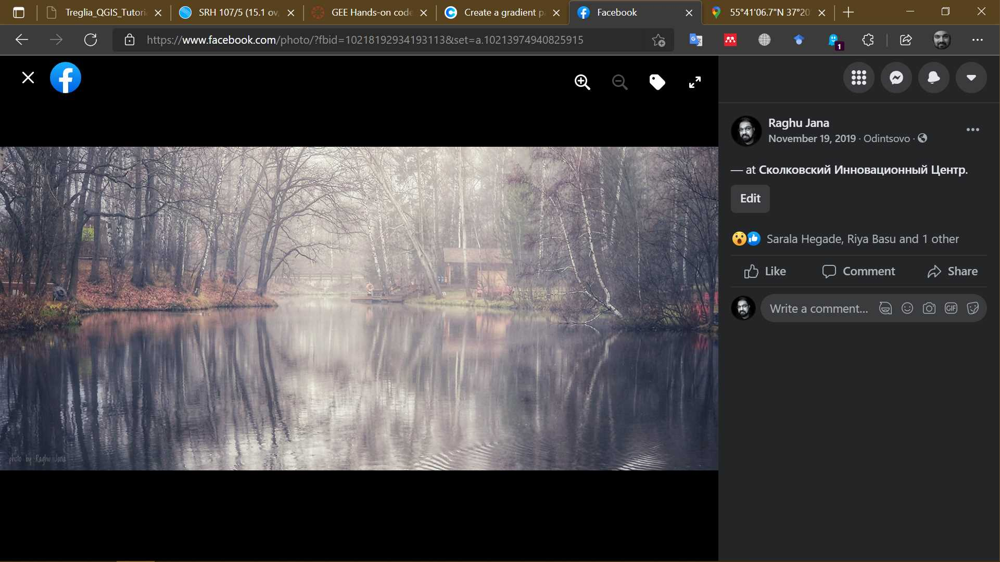 Treglia_QGIS_Tutori
SRH 107/5 (15.1 ov,
GEE Hands-on code
Create a gradient p
Facebook
55°41'06.7"N 37°20
https://www.facebook.com/photo/?fbid=10218192934193113&set=a.10213974940825915
1
Raghu Jana
November 19, 2019 · Odintsovo ·
— at Сколковский Инновационный Центр.
Edit
Sarala Hegade, Riya Basu and 1 other
Like Comment Share
Write a comment...
GIF
photo by Raghu Jana